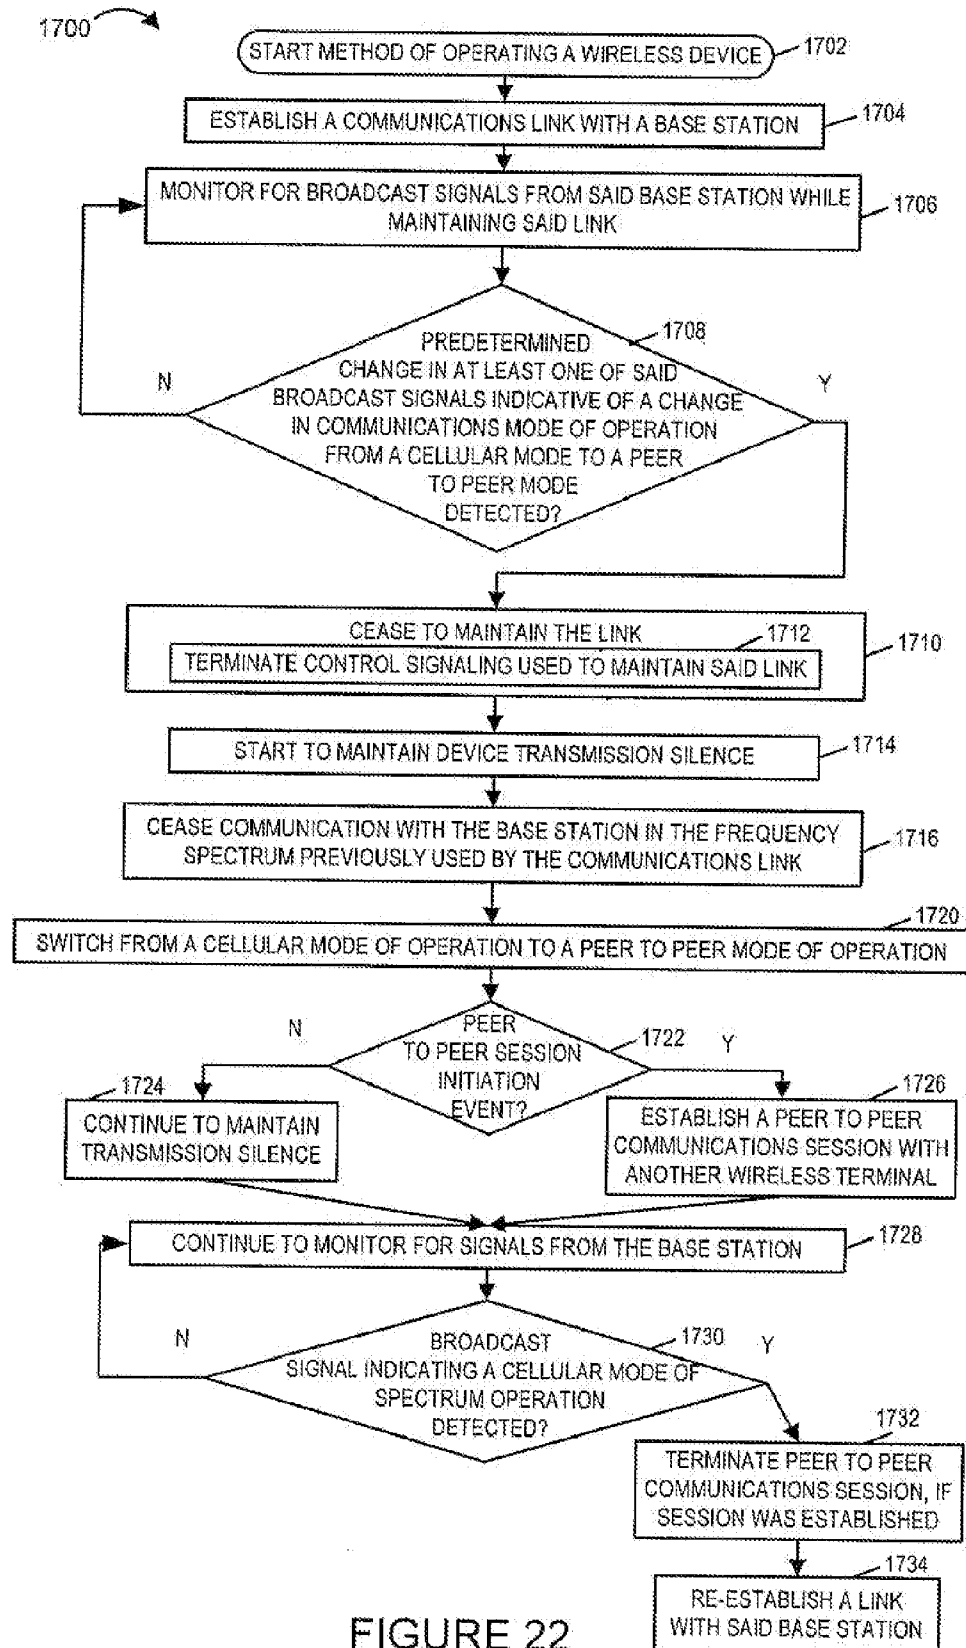 1700
START METHOD OF OPERATING A WIRELESS DEVICE
1702
ESTABLISH A COMMUNICATIONS LINK WITH A BASE STATION
1704
MONITOR FOR BROADCAST SIGNALS FROM SAID BASE STATION WHILE
MAINTAINING SAID LINK
1706
1708
PREDETERMINED
CHANGE IN AT LEAST ONE OF SAID
BROADCAST SIGNALS INDICATIVE OF A CHANGE
IN COMMUNICATIONS MODE OF OPERATION
FROM A CELLULAR MODE TO A PEER
TO PEER MODE
DETECTED?
N
Y
CEASE TO MAINTAIN THE LINK
1712
TERMINATE CONTROL SIGNALING USED TO MAINTAIN SAID LINK
1710
START TO MAINTAIN DEVICE TRANSMISSION SILENCE
1714
CEASE COMMUNICATION WITH THE BASE STATION IN THE FREQUENCY
SPECTRUM PREVIOUSLY USED BY THE COMMUNICATIONS LINK
1716
1720
SWITCH FROM A CELLULAR MODE OF OPERATION TO A PEER TO PEER MODE OF OPERATION
N
PEER
TO PEER SESSION
INITIATION
EVENT?
1722
Y
1724
CONTINUE TO MAINTAIN
TRANSMISSION SILENCE
1726
ESTABLISH A PEER TO PEER
COMMUNICATIONS SESSION WITH
ANOTHER WIRELESS TERMINAL
CONTINUE TO MONITOR FOR SIGNALS FROM THE BASE STATION
1728
N
BROADCAST
SIGNAL INDICATING A CELLULAR MODE OF
SPECTRUM OPERATION
DETECTED?
1730
Y
1732
TERMINATE PEER TO PEER
COMMUNICATIONS SESSION, IF
SESSION WAS ESTABLISHED
1734
RE-ESTABLISH A LINK
WITH SAID BASE STATION
FIGURE 22